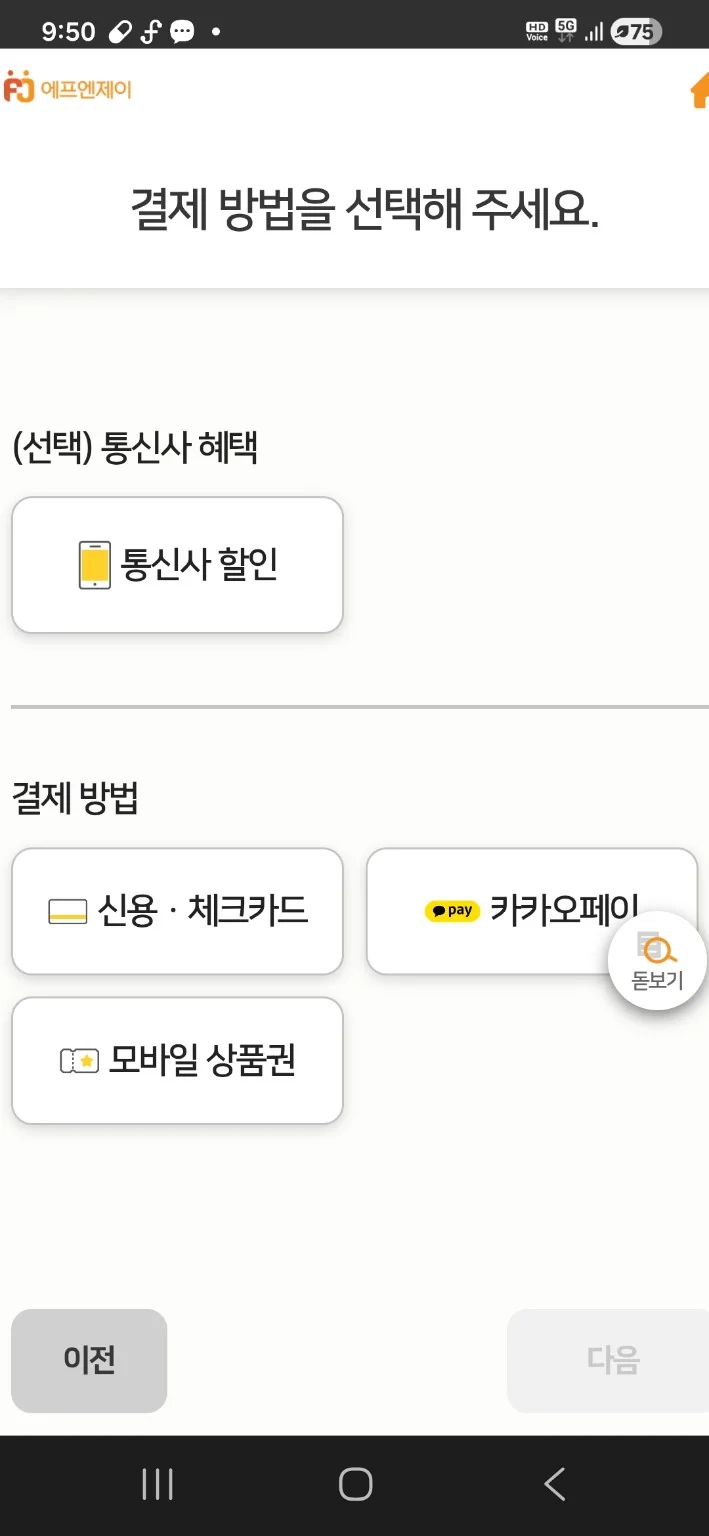 9:50
HD Voice 5G 75
에프엔제이
결제 방법을 선택해 주세요.
(선택) 통신사 혜택
통신사 할인
결제 방법
신용 · 체크카드
pay 카카오페이
돋보기
모바일 상품권
이전
다음